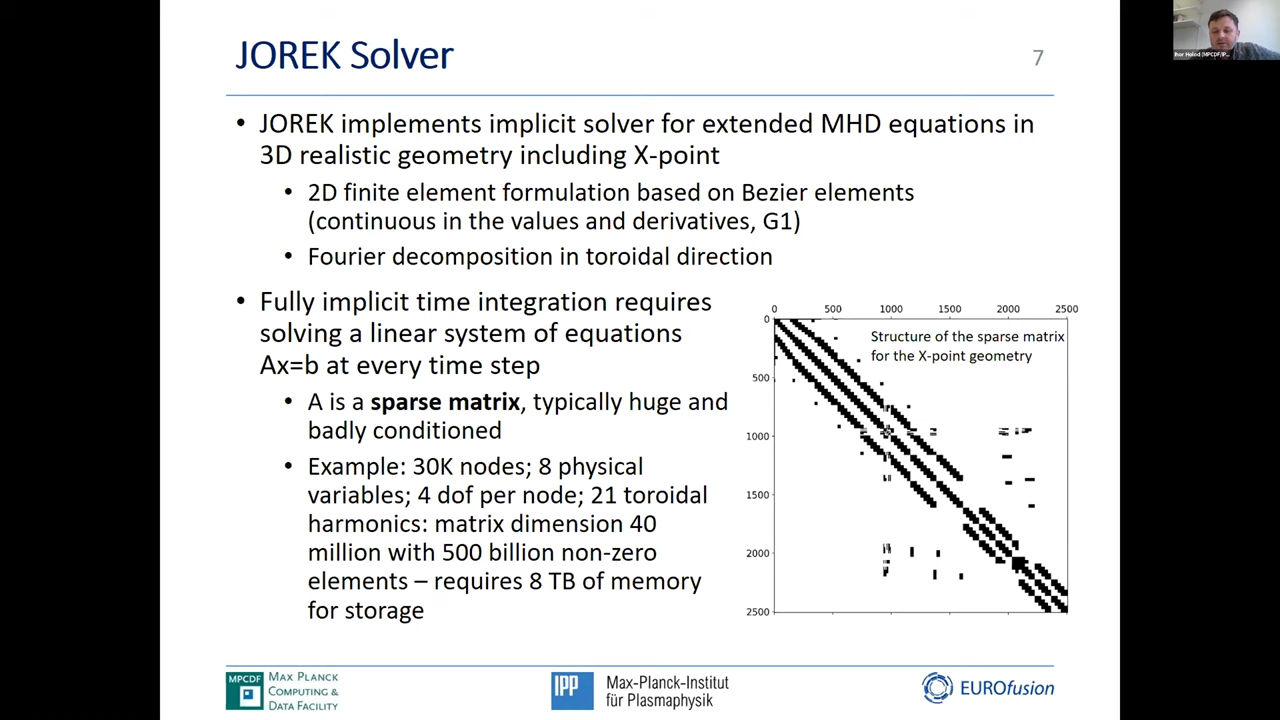 JOREK Solver
7
• JOREK implements implicit solver for extended MHD equations in
3D realistic geometry including X-point
• 2D finite element formulation based on Bezier elements
(continuous in the values and derivatives, G1)
• Fourier decomposition in toroidal direction
• Fully implicit time integration requires
solving a linear system of equations
Ax=b at every time step
• A is a sparse matrix, typically huge and
badly conditioned
• Example: 30K nodes; 8 physical
variables; 4 dof per node; 21 toroidal
harmonics: matrix dimension 40
million with 500 billion non-zero
elements – requires 8 TB of memory
for storage
0 500 1000 1500 2000 2500
0
500
1000
1500
2000
2500
Structure of the sparse matrix
for the X-point geometry
MPCDF
MAX PLANCK
COMPUTING &
DATA FACILITY
IPP
Max-Planck-Institut
für Plasmaphysik
EUROfusion
Ihor Holod (MPCDF/IP...